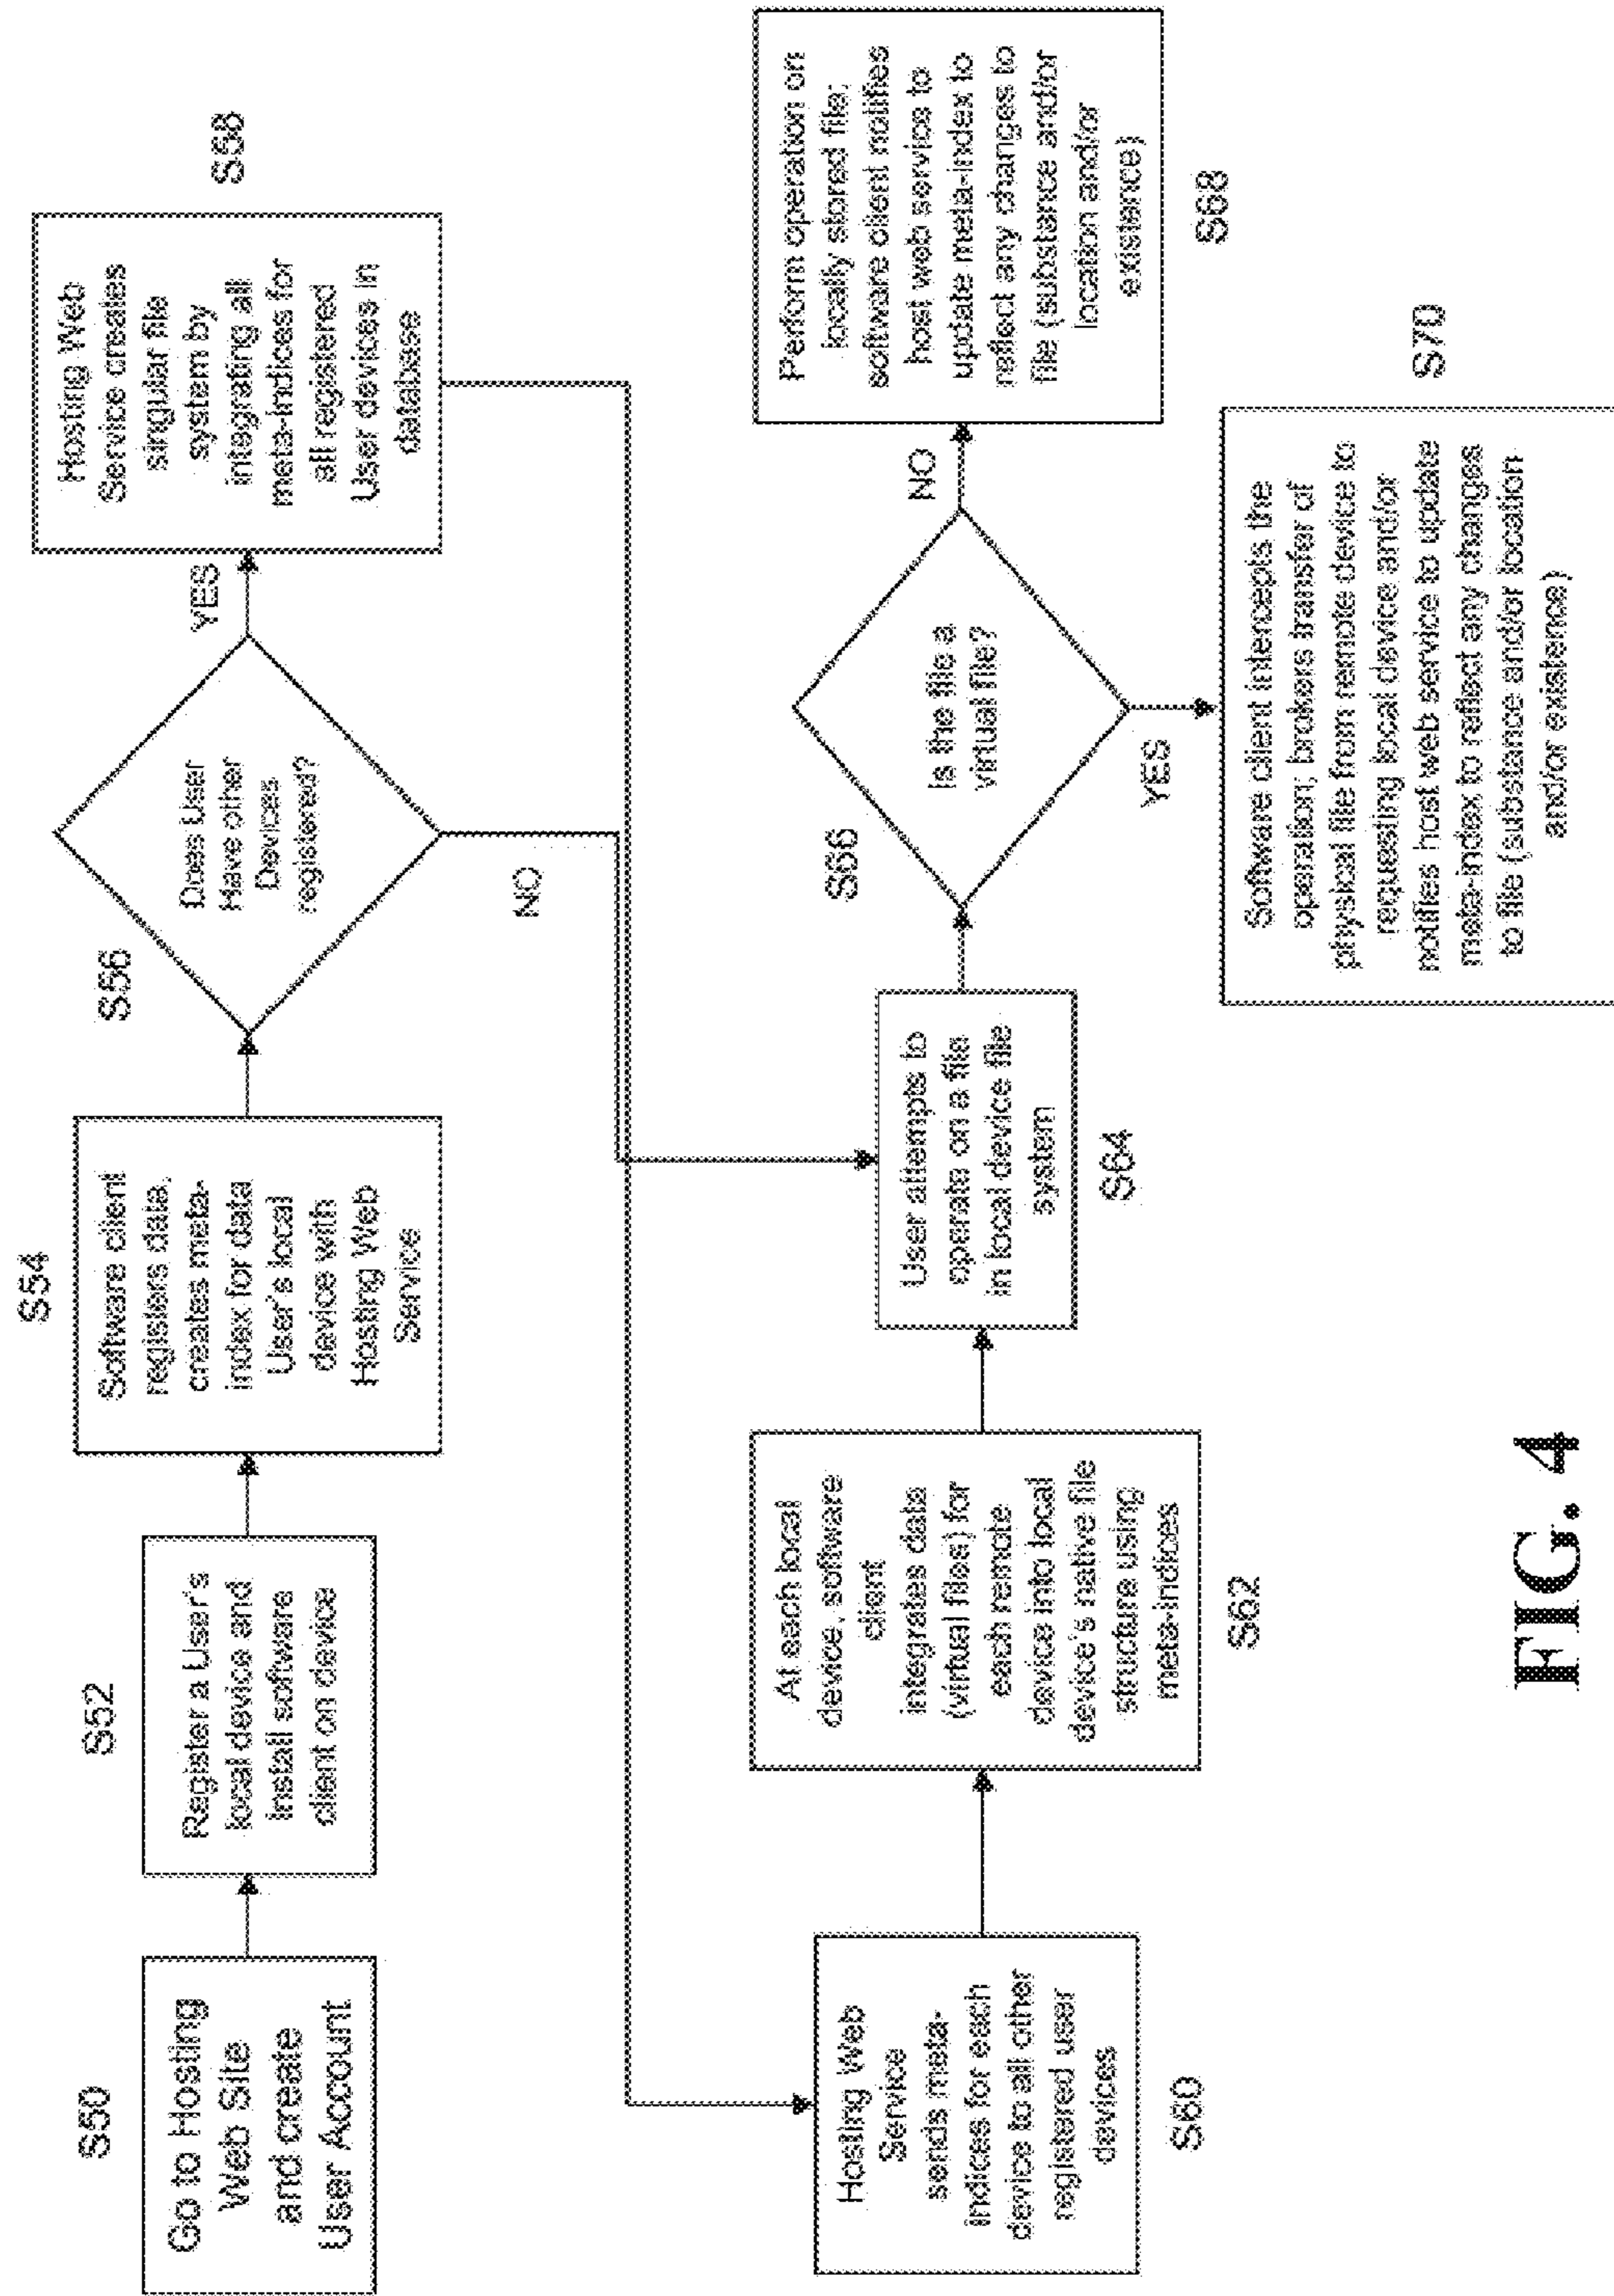 S50
Go to Hosting
Web Site
and create
User Account
S52
Register a User's
local device and
install software
client on device
S54
Software client
registers data,
creates meta-
index for data
User's local
device with
Hosting Web
Service
S56
Does User
Have other
Devices
registered?
YES
NO
S58
Hosting Web
Service creates
singular file
system by
integrating all
meta-indices for
all registered
User devices in
database
S60
Hosting Web
Service
sends meta-
indices for each
device to all other
registered user
devices
S62
At each local
device, software
client
integrates data
(virtual files) for
each remote
device into local
device's native file
structure using
meta-indices
S64
User attempts to
operate on a file
in local device file
system
S66
Is the file a
virtual file?
NO
YES
S68
Perform operation on
locally stored file;
software client notifies
host web service to
update meta-index to
reflect any changes to
file (substance and/or
location and/or
existence)
S70
Software client intercepts the
operation; brokers transfer of
physical file from remote device to
requesting local device and/or
notifies host web service to update
meta-index to reflect any changes
to file (substance and/or location
and/or existence)
FIG. 4